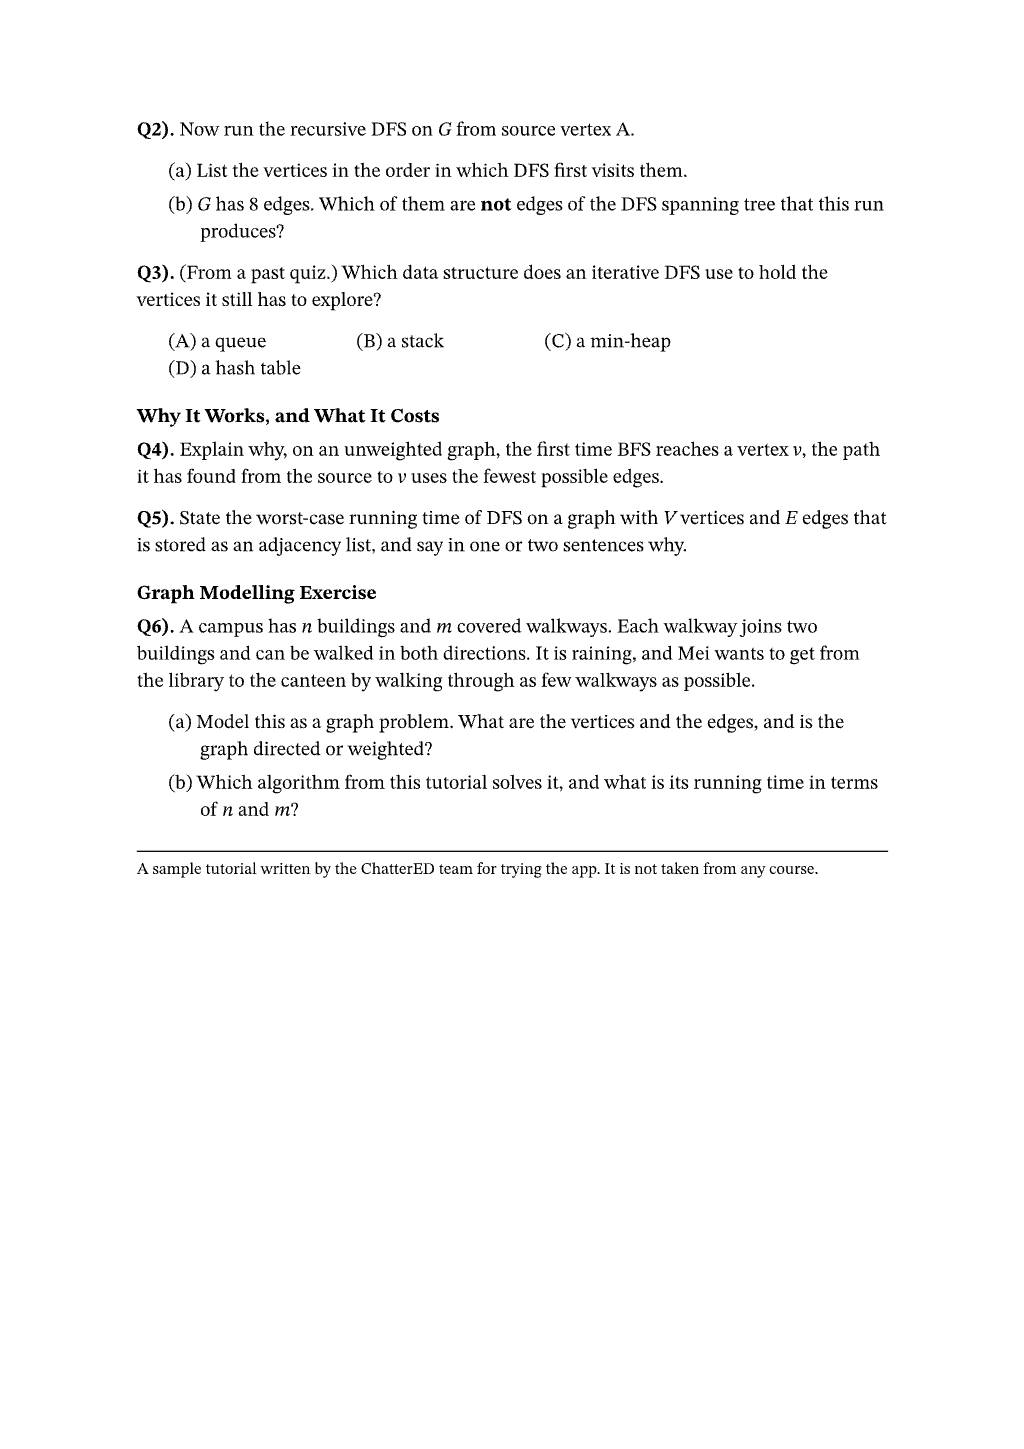 Q2). Now run the recursive DFS on G from source vertex A.
(a) List the vertices in the order in which DFS first visits them.
(b) G has 8 edges. Which of them are not edges of the DFS spanning tree that this run
produces?
Q3). (From a past quiz.) Which data structure does an iterative DFS use to hold the
vertices it still has to explore?
(A) a queue (B) a stack (C) a min-heap
(D) a hash table
Why It Works, and What It Costs
Q4). Explain why, on an unweighted graph, the first time BFS reaches a vertex v, the path
it has found from the source to v uses the fewest possible edges.
Q5). State the worst-case running time of DFS on a graph with V vertices and E edges that
is stored as an adjacency list, and say in one or two sentences why.
Graph Modelling Exercise
Q6). A campus has n buildings and m covered walkways. Each walkway joins two
buildings and can be walked in both directions. It is raining, and Mei wants to get from
the library to the canteen by walking through as few walkways as possible.
(a) Model this as a graph problem. What are the vertices and the edges, and is the
graph directed or weighted?
(b) Which algorithm from this tutorial solves it, and what is its running time in terms
of n and m?
A sample tutorial written by the ChatterED team for trying the app. It is not taken from any course.